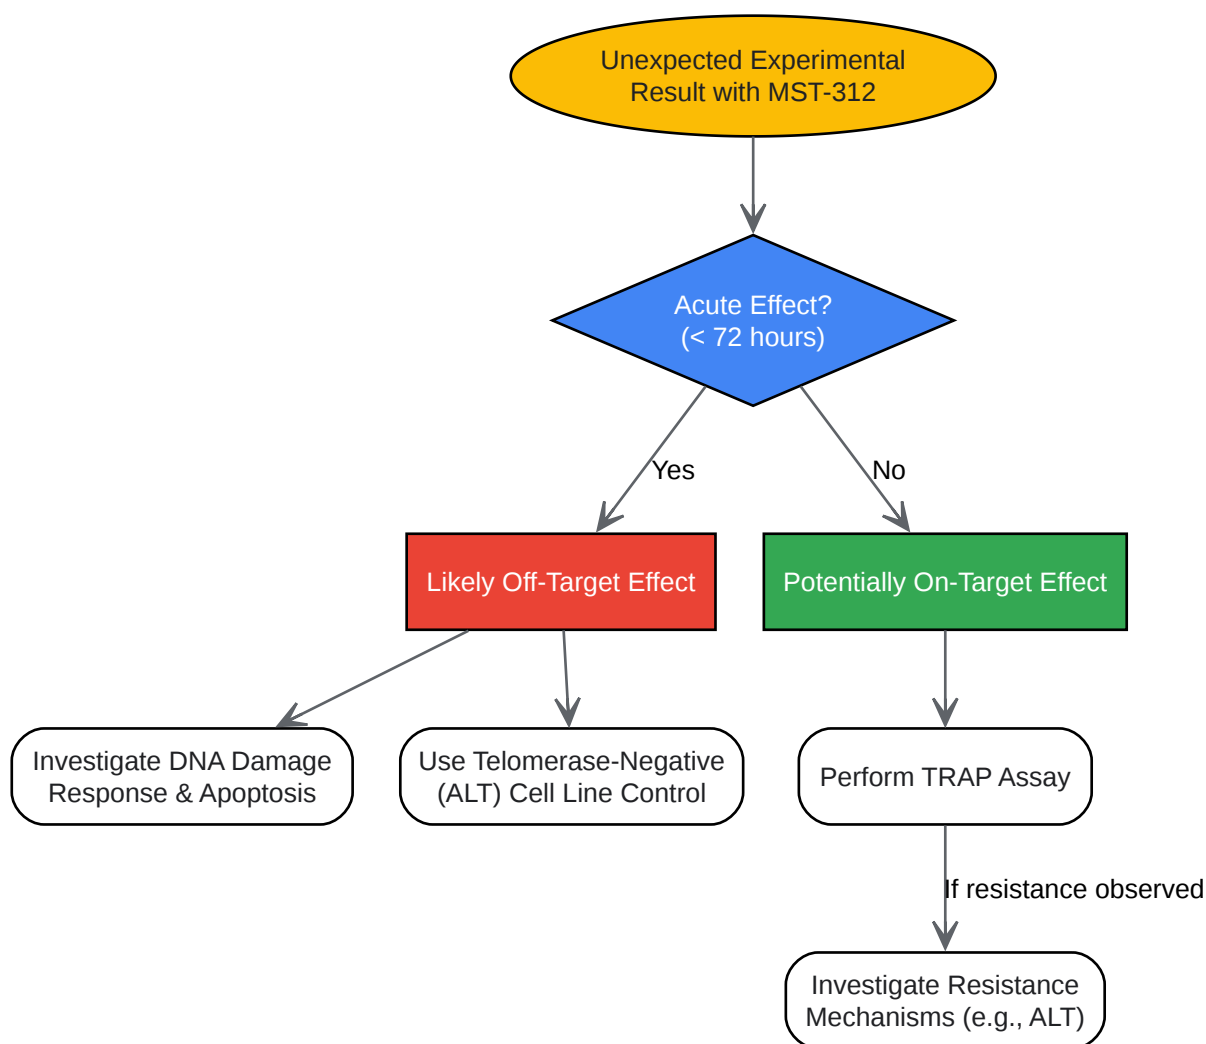 Unexpected Experimental
Result with MST-312
Acute Effect?
(< 72 hours)
Yes
No
Likely Off-Target Effect
Potentially On-Target Effect
Investigate DNA Damage
Response & Apoptosis
Use Telomerase-Negative
(ALT) Cell Line Control
Perform TRAP Assay
If resistance observed
Investigate Resistance
Mechanisms (e.g., ALT)